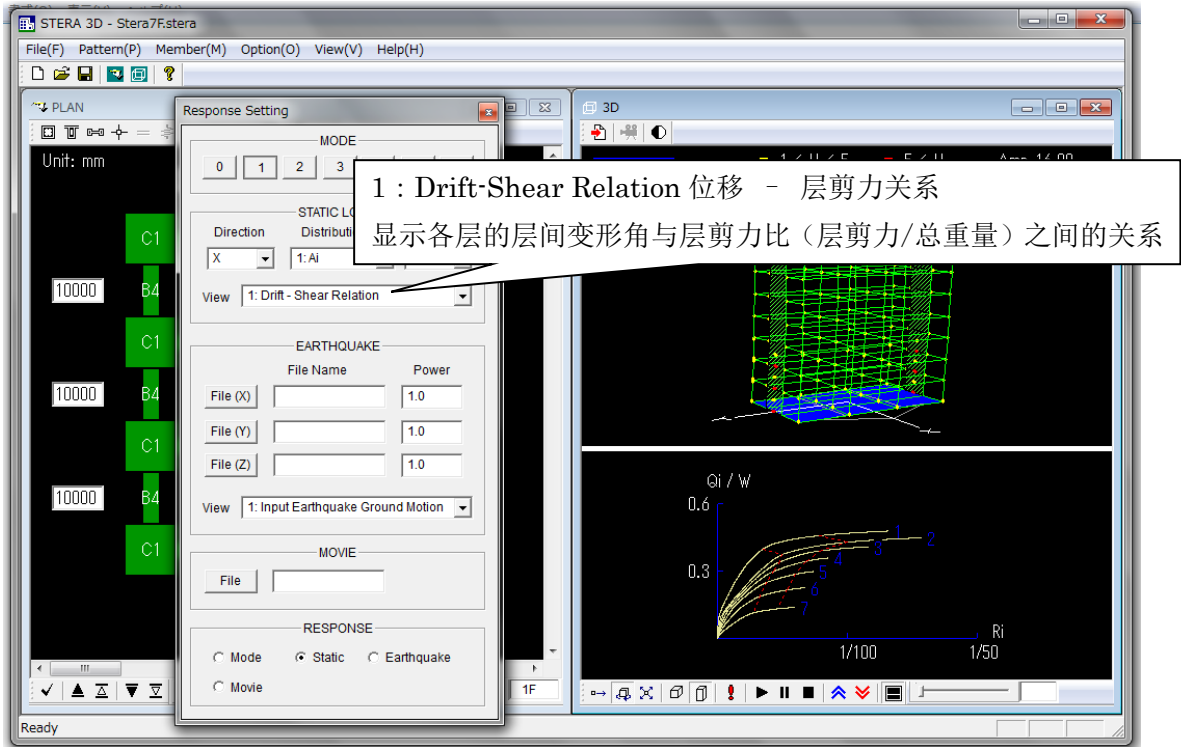 STERA 3D - Stera7F.stera
File(F) Pattern(P) Member(M) Option(O) View(V) Help(H)
PLAN
Unit: mm
C1
10000 B4
C1
10000 B4
C1
10000 B4
C1
1F
Ready
Response Setting
MODE
0 1 2 3
STATIC
Direction
X 1: Ai
View 1: Drift - Shear Relation
EARTHQUAKE
File Name Power
File (X) 1.0
File (Y) 1.0
File (Z) 1.0
View 1: Input Earthquake Ground Motion
MOVIE
File
RESPONSE
Mode Static Earthquake
Movie
1：Drift-Shear Relation 位移 － 层剪力关系
显示各层的层间变形角与层剪力比（层剪力/总重量）之间的关系
3D
Qi / W
0.6
0.3
1
2
3
4
5
6
7
Ri
1/100 1/50